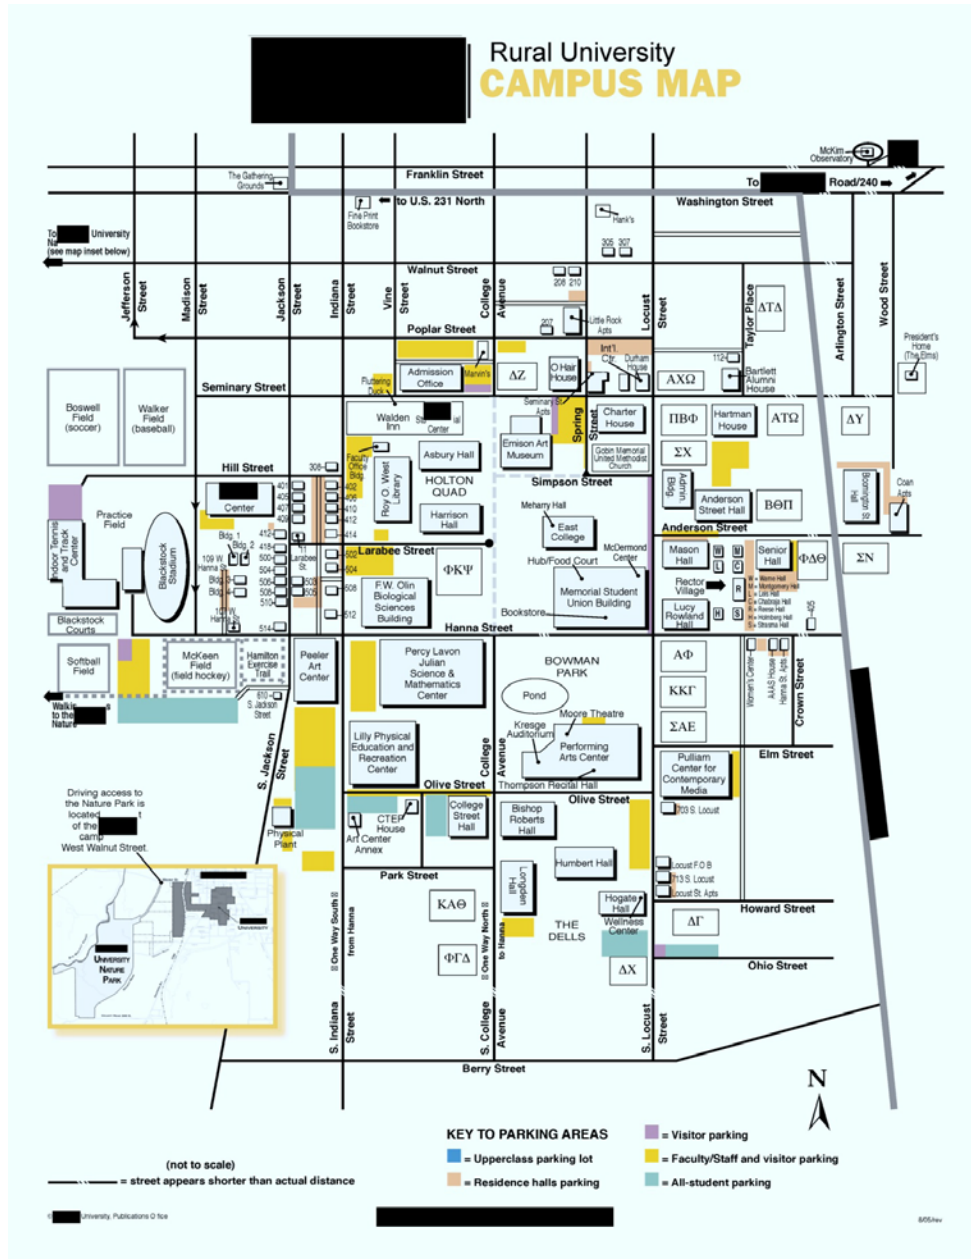 Rural University
CAMPUS MAP
McKim
Observatory
The Gathering
Grounds
Franklin Street
To
Road/240
Fine Print
Bookstore
to U.S. 231 North
Washington Street
Hank's
To
University
Na
(see map inset below)
305 307
Walnut Street
208 210
Jefferson
Street
Madison
Street
Jackson
Street
Indiana
Street
Vine
Street
College
Avenue
Locust
Street
Taylor Place
ΔΤΔ
Arlington Street
Wood Street
207
Little Rock
Apts
Poplar Street
President's
Home
(The Elms)
Int'l.
Ctr.
Durham
House
112
Admission
Office
Marvin's
ΔΖ
O'Hair
House
ΑΧΩ
Bartlett
Alumni
House
Seminary Street
Fluttering
Duck
Boswell
Field
(soccer)
Walker
Field
(baseball)
Walden
Inn
St
ial
Center
Seminary St.
Apts
Spring
Street
Charter
House
ΠΒΦ
Hartman
House
ΑΤΩ
ΔΥ
Emison Art
Museum
Gobin Memorial
United Methodist
Church
ΣΧ
Asbury Hall
Faculty
Office
Bldg.
Roy O. West
Library
Hill Street
308
Simpson Street
HOLTON
QUAD
Harrison
Hall
Admin.
Bldg
Anderson
Street Hall
ΒΘΠ
Bloomington
St
Hall
Coan
Apts
401
405
407
409
402
406
410
412
414
Center
Practice
Field
Meharry Hall
East
College
Anderson Street
Indoor Tennis
and Track
Center
Blackstock
Stadium
Bldg. 1
Bldg. 2
412
418
500
504
506
508
510
514
11
Larabee
St.
Larabee Street
502
504
508
512
503
505
109 W.
Hanna St.
107 W.
Hanna St.
Hub/Food Court
McDermond
Center
Mason
Hall
Senior
Hall
ΦΔΘ
ΣΝ
ΦΚΨ
F.W. Olin
Biological
Sciences
Building
Memorial Student
Union Building
Bookstore
Rector
Village
W
M
L
C
R
H
S
W = Warne Hall
M = Montgomery Hall
R = Reese Hall
H = Holmberg Hall
Lucy
Rowland
Hall
405
Blackstock
Courts
Hanna Street
Softball
Field
McKeen
Field
(field hockey)
Hamilton
Exercise
Trail
Peeler
Art
Center
Percy Lavon
Julian
Science &
Mathematics
Center
BOWMAN
PARK
Pond
ΑΦ
ΚΚΓ
ΣΑΕ
Women's Center
AAAS House
Hanna St. Apts
Crown Street
610
S. Jackson
Street
to the
Nature
Moore Theatre
Kresge
Auditorium
Performing
Arts Center
Thompson Recital Hall
S. Jackson
Street
Lilly Physical
Education and
Recreation
Center
College
Avenue
Elm Street
Pulliam
Center for
Contemporary
Media
Olive Street
Olive Street
Driving access to
the Nature Park is
located
of the
camp
West Walnut Street.
Physical
Plant
CTEP
House
Art Center
Annex
College
Street
Hall
Bishop
Roberts
Hall
703 S. Locust
Humbert Hall
Longden
Hall
Locust F O B
713 S. Locust
Locust St. Apts
Park Street
Howard Street
Hogate
Hall
Wellness
Center
ΚΑΘ
ΔΓ
THE
DELLS
ΦΓΔ
ΔΧ
Ohio Street
One Way South
from Hanna
One Way North
to Hanna
UNIVERSITY
UNIVERSITY
NATURE
PARK
S. Indiana
Street
S. College
Avenue
S. Locust
Street
Berry Street
N
KEY TO PARKING AREAS
= Upperclass parking lot
= Residence halls parking
= Visitor parking
= Faculty/Staff and visitor parking
= All-student parking
(not to scale)
= street appears shorter than actual distance
©
University, Publications Office
8/05/rev